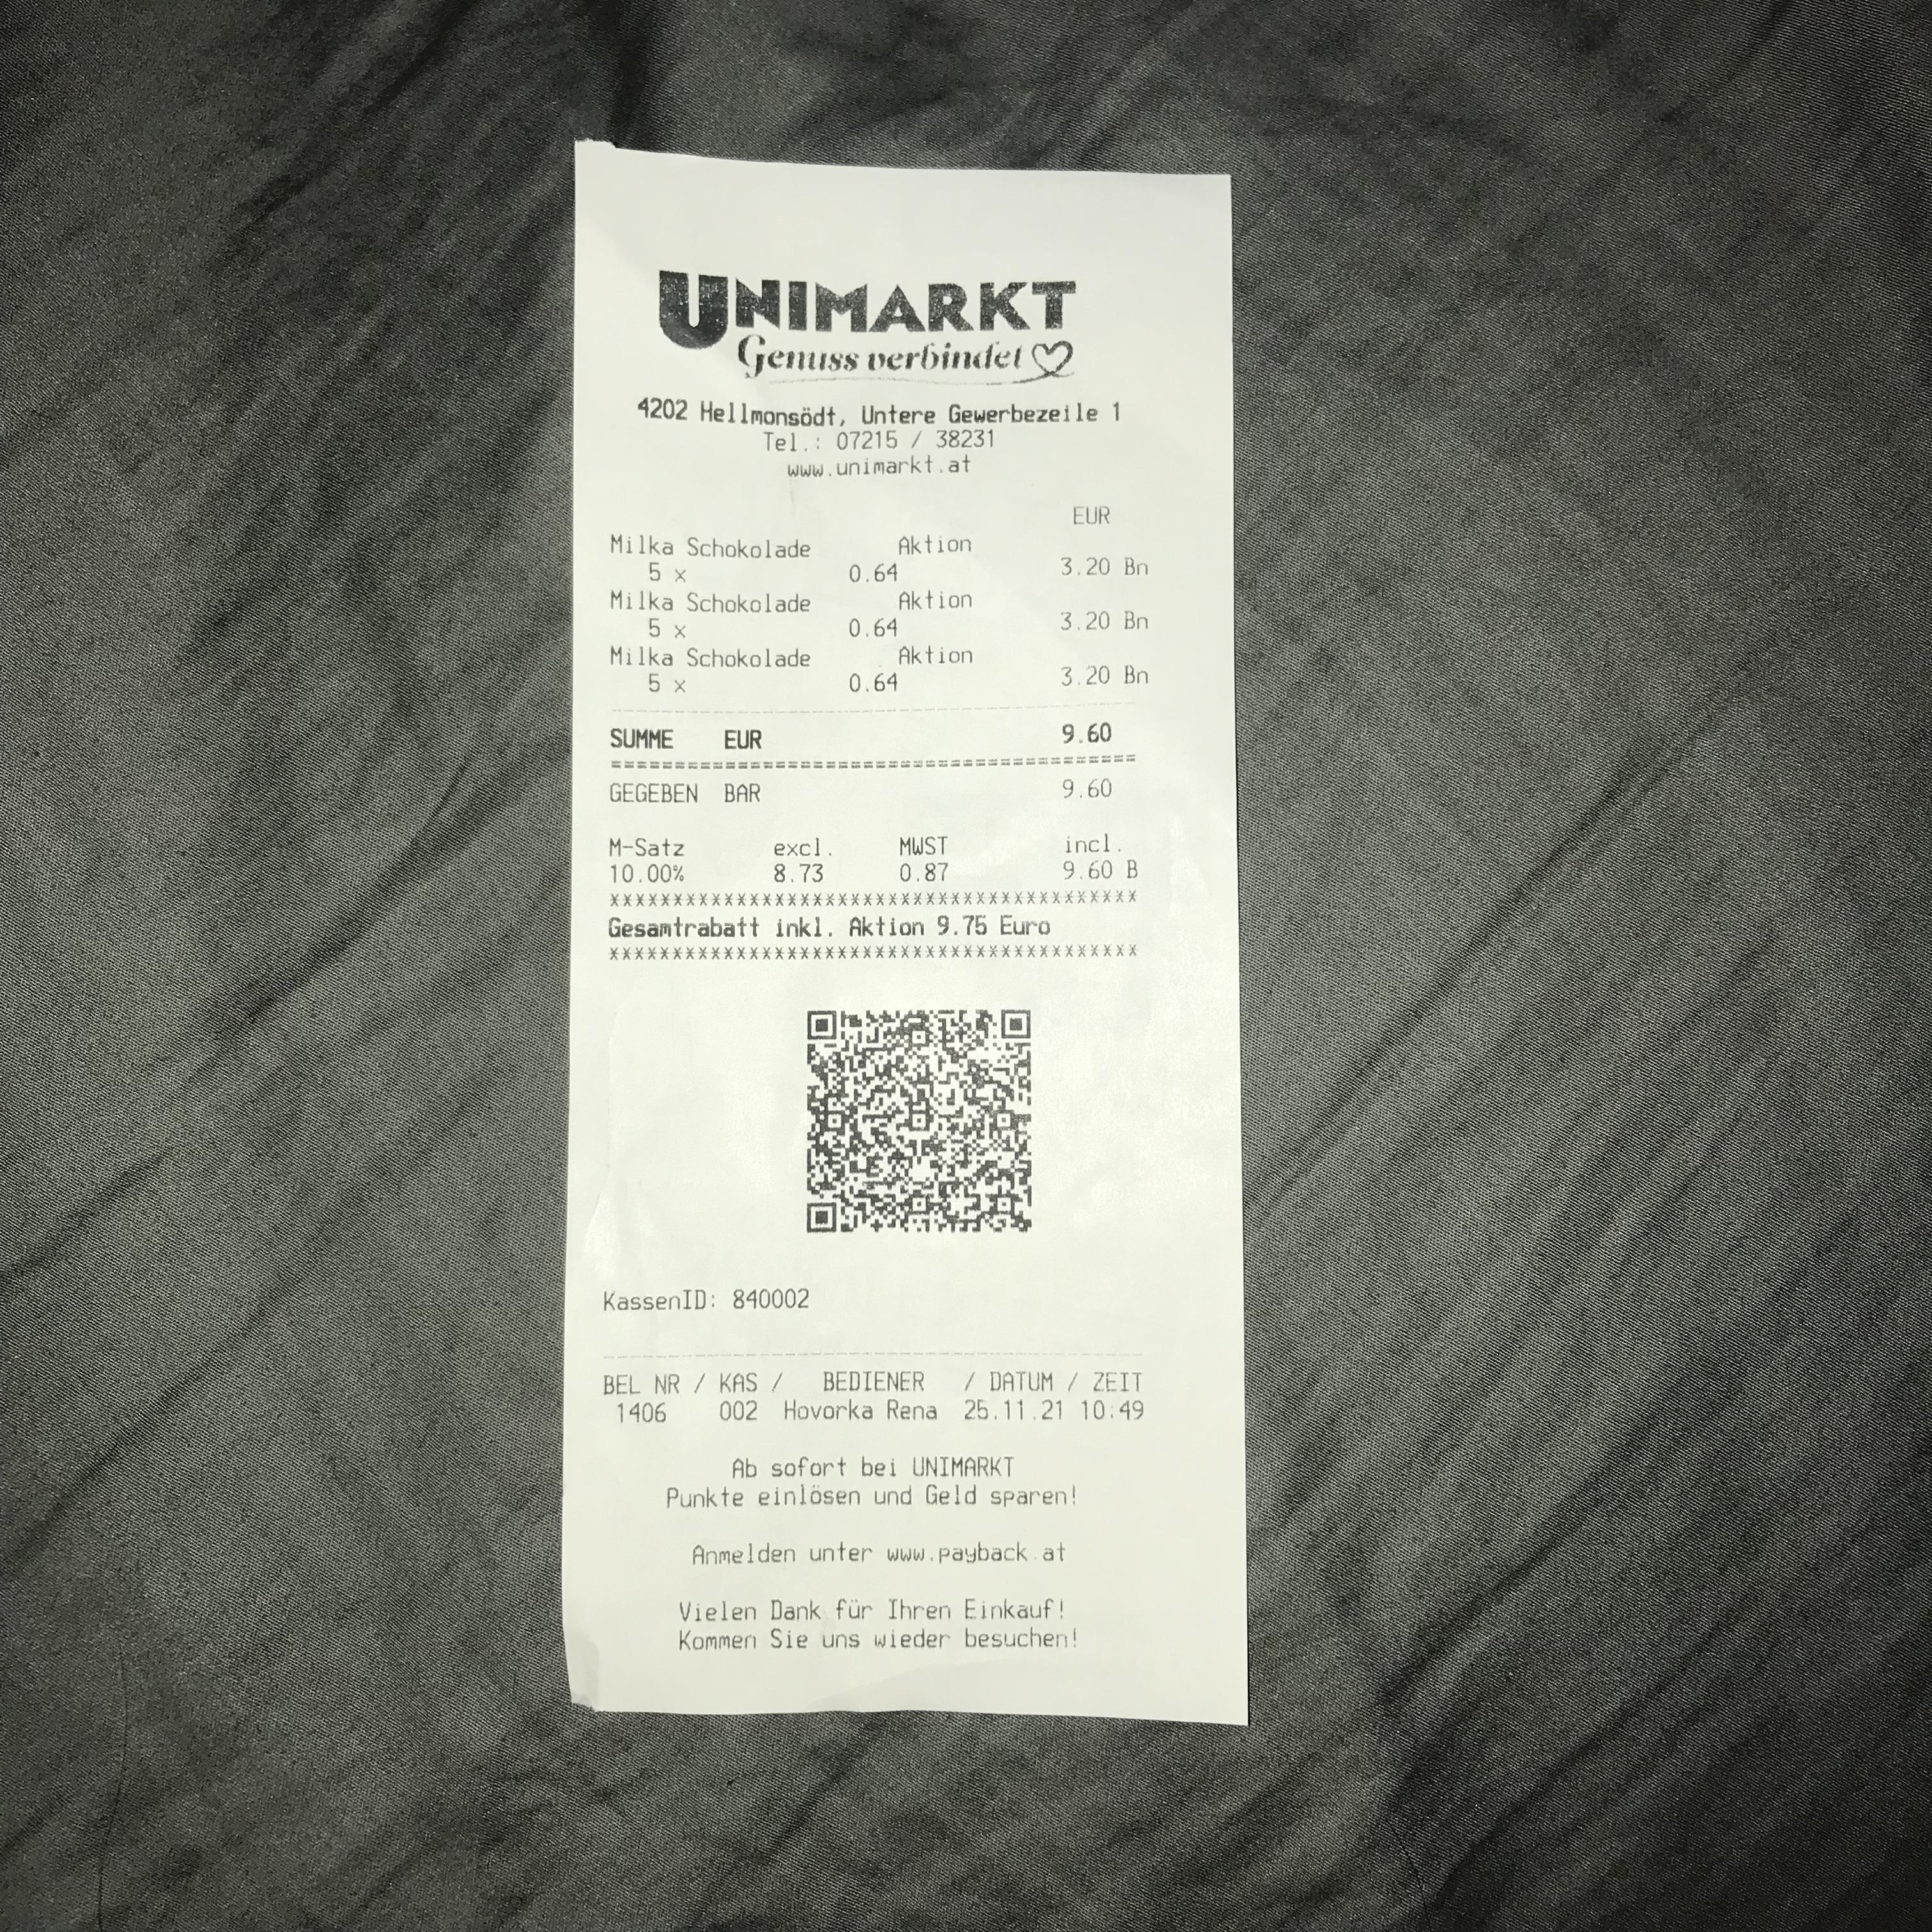 UNIMARKT
Genuss verbindet
4202 Hellmonsödt, Untere Gewerbezeile 1
Tel.: 07215 / 38231
www.unimarkt.at
EUR
Milka Schokolade Aktion
5 x 0.64 3.20 Bn
Milka Schokolade Aktion
5 x 0.64 3.20 Bn
Milka Schokolade Aktion
5 x 0.64 3.20 Bn
SUMME EUR 9.60
==========================================
GEGEBEN BAR 9.60
M-Satz excl. MWST incl.
10.00% 8.73 0.87 9.60 B
******************************************
Gesamtrabatt inkl. Aktion 9.75 Euro
******************************************
KassenID: 840002
BEL NR / KAS / BEDIENER / DATUM / ZEIT
1406 002 Hovorka Rena 25.11.21 10:49
Ab sofort bei UNIMARKT
Punkte einlösen und Geld sparen!
Anmelden unter www.payback.at
Vielen Dank für Ihren Einkauf!
Kommen Sie uns wieder besuchen!